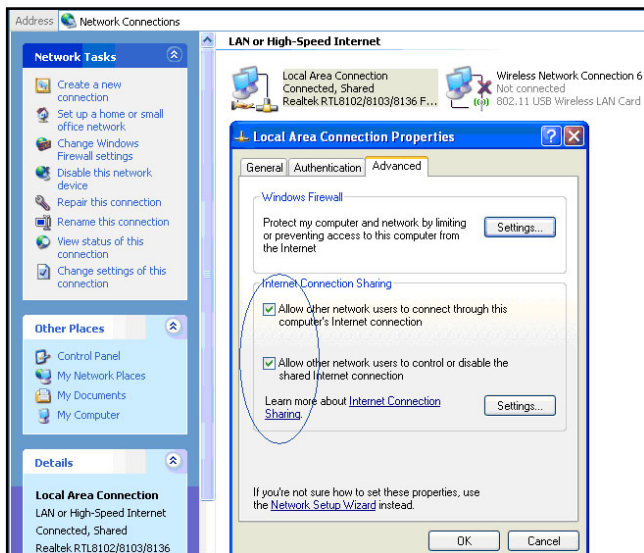 Address Network Connections
Network Tasks
Create a new
connection
Set up a home or small
office network
Change Windows
Firewall settings
Disable this network
device
Repair this connection
Rename this connection
View status of this
connection
Change settings of this
connection
Other Places
Control Panel
My Network Places
My Documents
My Computer
Details
Local Area Connection
LAN or High-Speed Internet
Connected, Shared
Realtek RTL8102/8103/8136
LAN or High-Speed Internet
Local Area Connection
Connected, Shared
Realtek RTL8102/8103/8136 F...
Wireless Network Connection 6
Not connected
802.11 USB Wireless LAN Card
Local Area Connection Properties
General Authentication Advanced
Windows Firewall
Protect my computer and network by limiting
or preventing access to this computer from
the Internet
Settings...
Internet Connection Sharing
Allow other network users to connect through this
computer's Internet connection
Allow other network users to control or disable the
shared Internet connection
Learn more about Internet Connection
Sharing.
Settings...
If you're not sure how to set these properties, use
the Network Setup Wizard instead.
OK Cancel